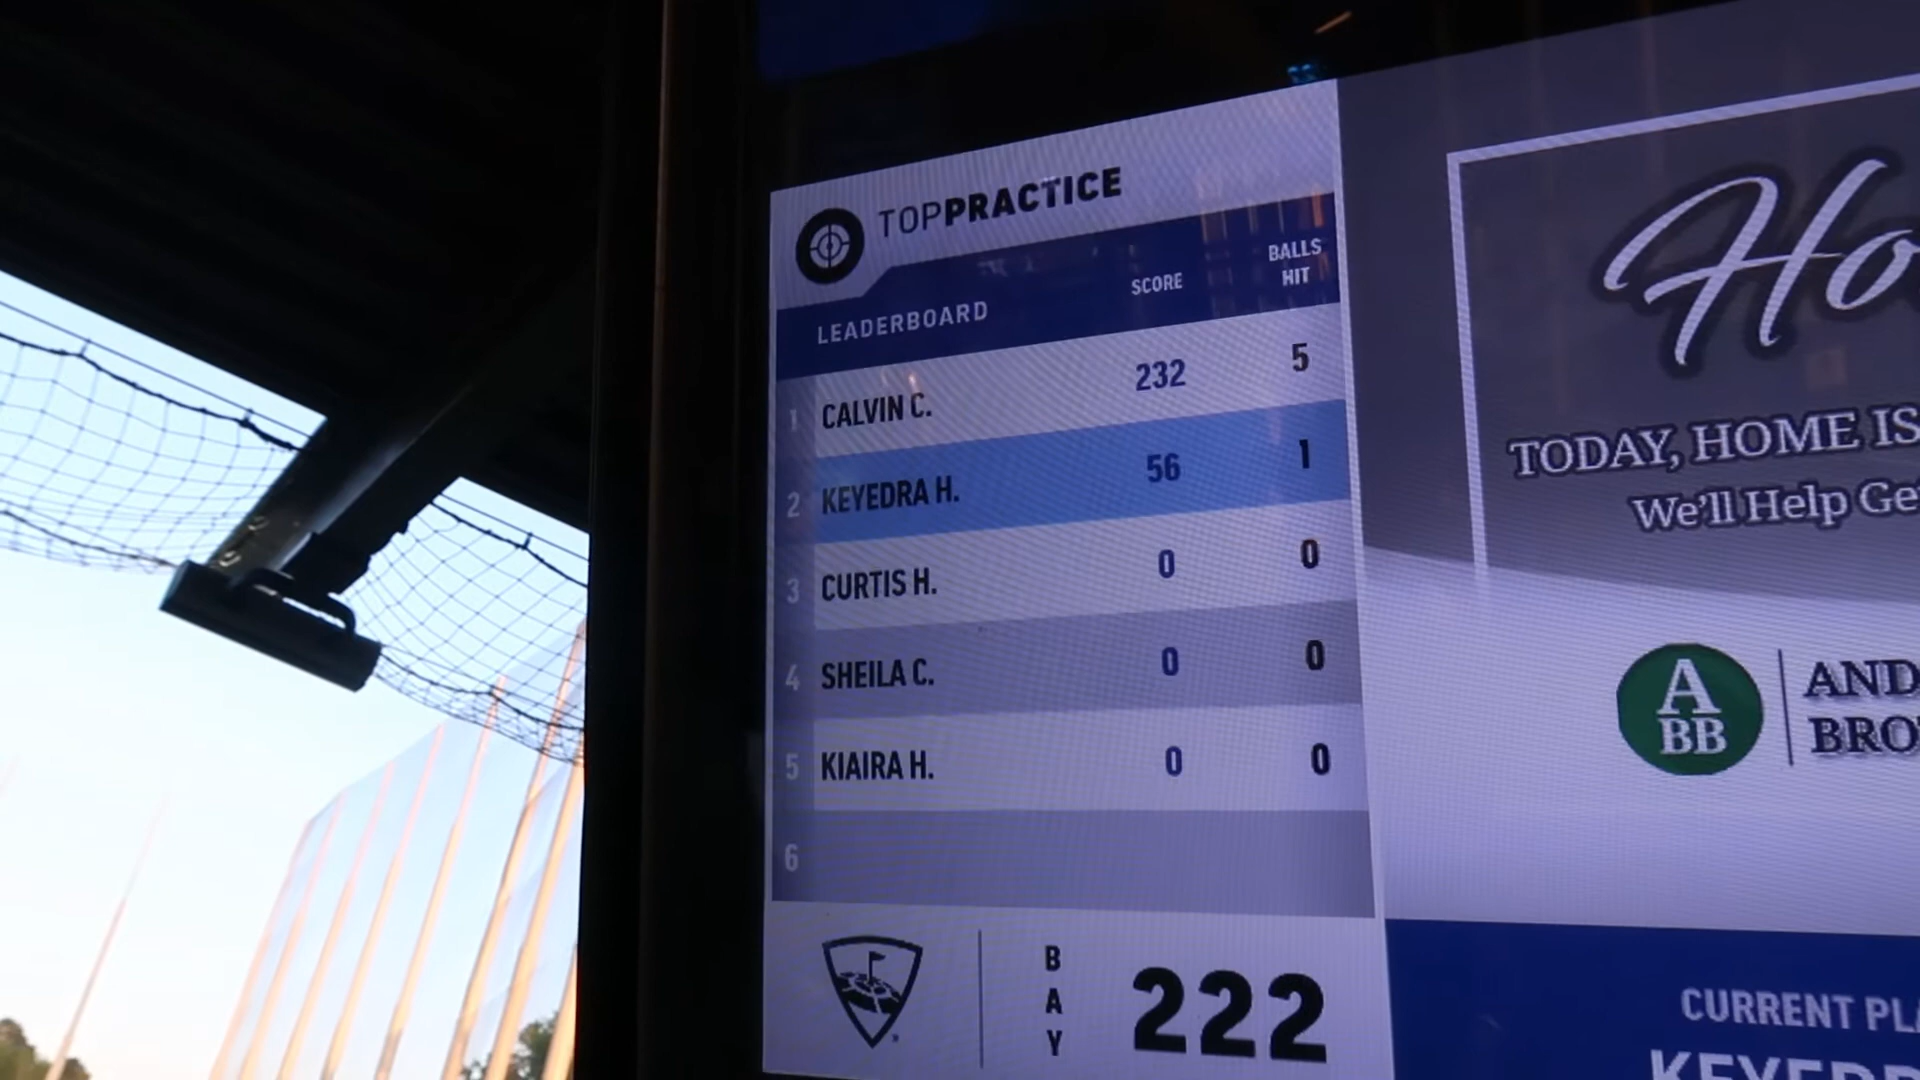 TOPPRACTICE
LEADERBOARD SCORE BALLS HIT
1 CALVIN C. 232 5
2 KEYEDRA H. 56 1
3 CURTIS H. 0 0
4 SHEILA C. 0 0
5 KIAIRA H. 0 0
6
BAY 222
Ho
TODAY, HOME IS
We'll Help Ge
A
BB
AND
BRO
CURRENT PLA
KEYEDR